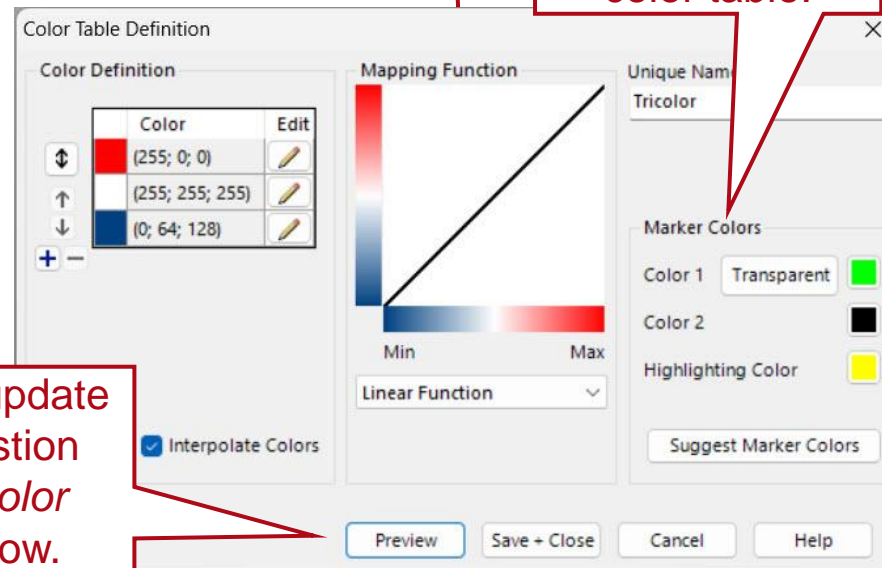 color table.
Color Table Definition
Color Definition
Color Edit
(255; 0; 0)
(255; 255; 255)
(0; 64; 128)
Interpolate Colors
Mapping Function
Min Max
Linear Function
Unique Nam
Tricolor
Marker Colors
Color 1 Transparent
Color 2
Highlighting Color
Suggest Marker Colors
update
stion
olor
ow.
Preview Save + Close Cancel Help